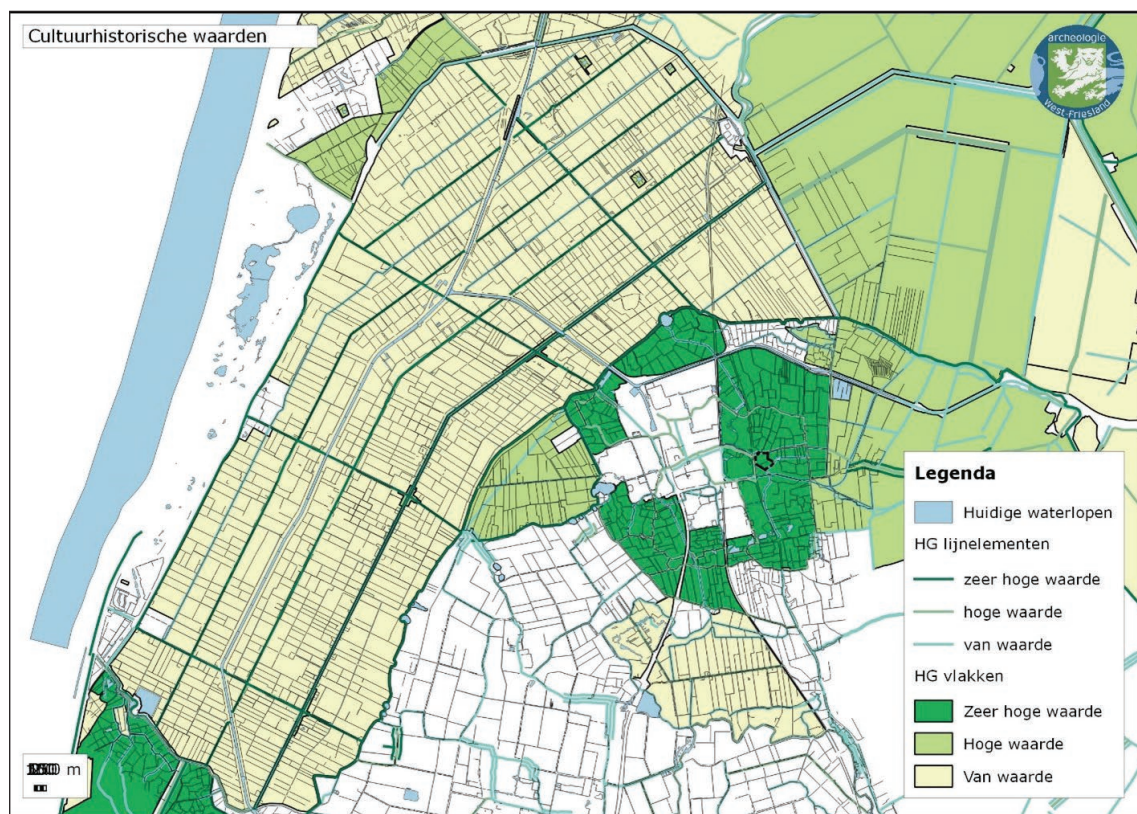 Cultuurhistorische waarden
archeologie
West-Friesland
Legenda
Huidige waterlopen
HG lijnelementen
zeer hoge waarde
hoge waarde
van waarde
HG vlakken
Zeer hoge waarde
Hoge waarde
Van waarde
m